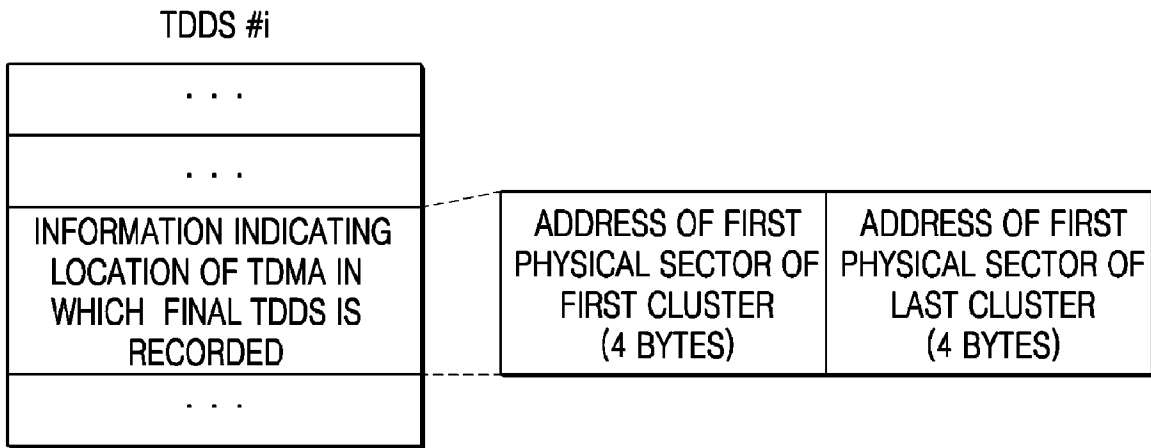 TDDS #i
. . .
. . .
INFORMATION INDICATING
LOCATION OF TDMA IN
WHICH FINAL TDDS IS
RECORDED
. . .
ADDRESS OF FIRST
PHYSICAL SECTOR OF
FIRST CLUSTER
(4 BYTES)
ADDRESS OF FIRST
PHYSICAL SECTOR OF
LAST CLUSTER
(4 BYTES)